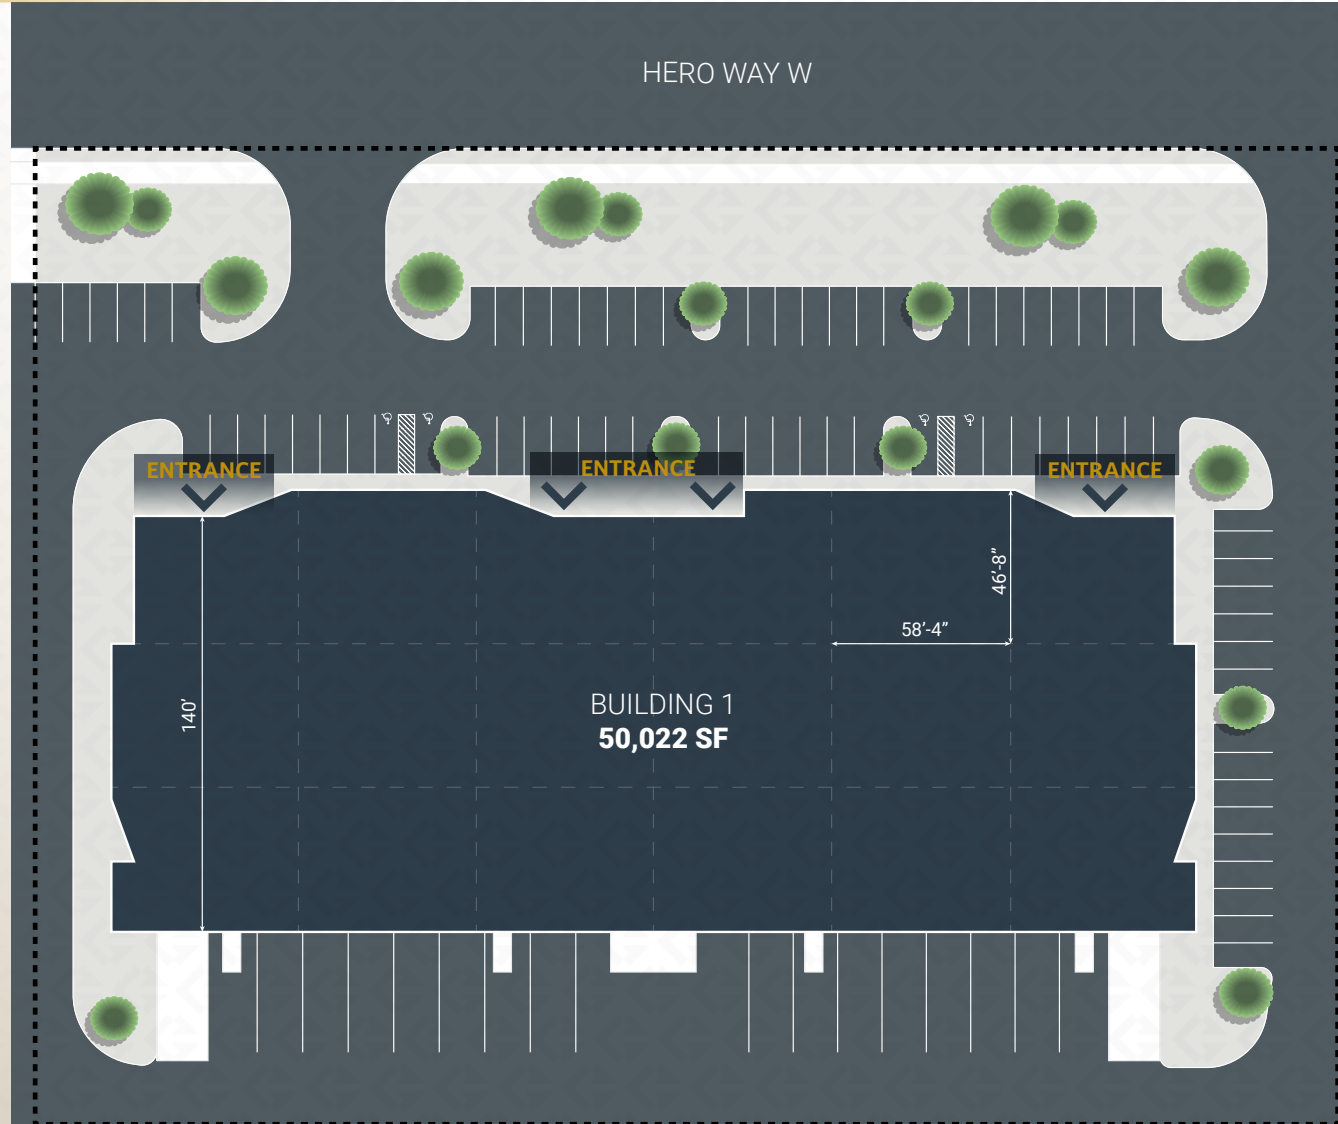 HERO WAY W
ENTRANCE
ENTRANCE
ENTRANCE
46'-8"
58'-4"
140'
BUILDING 1
50,022 SF